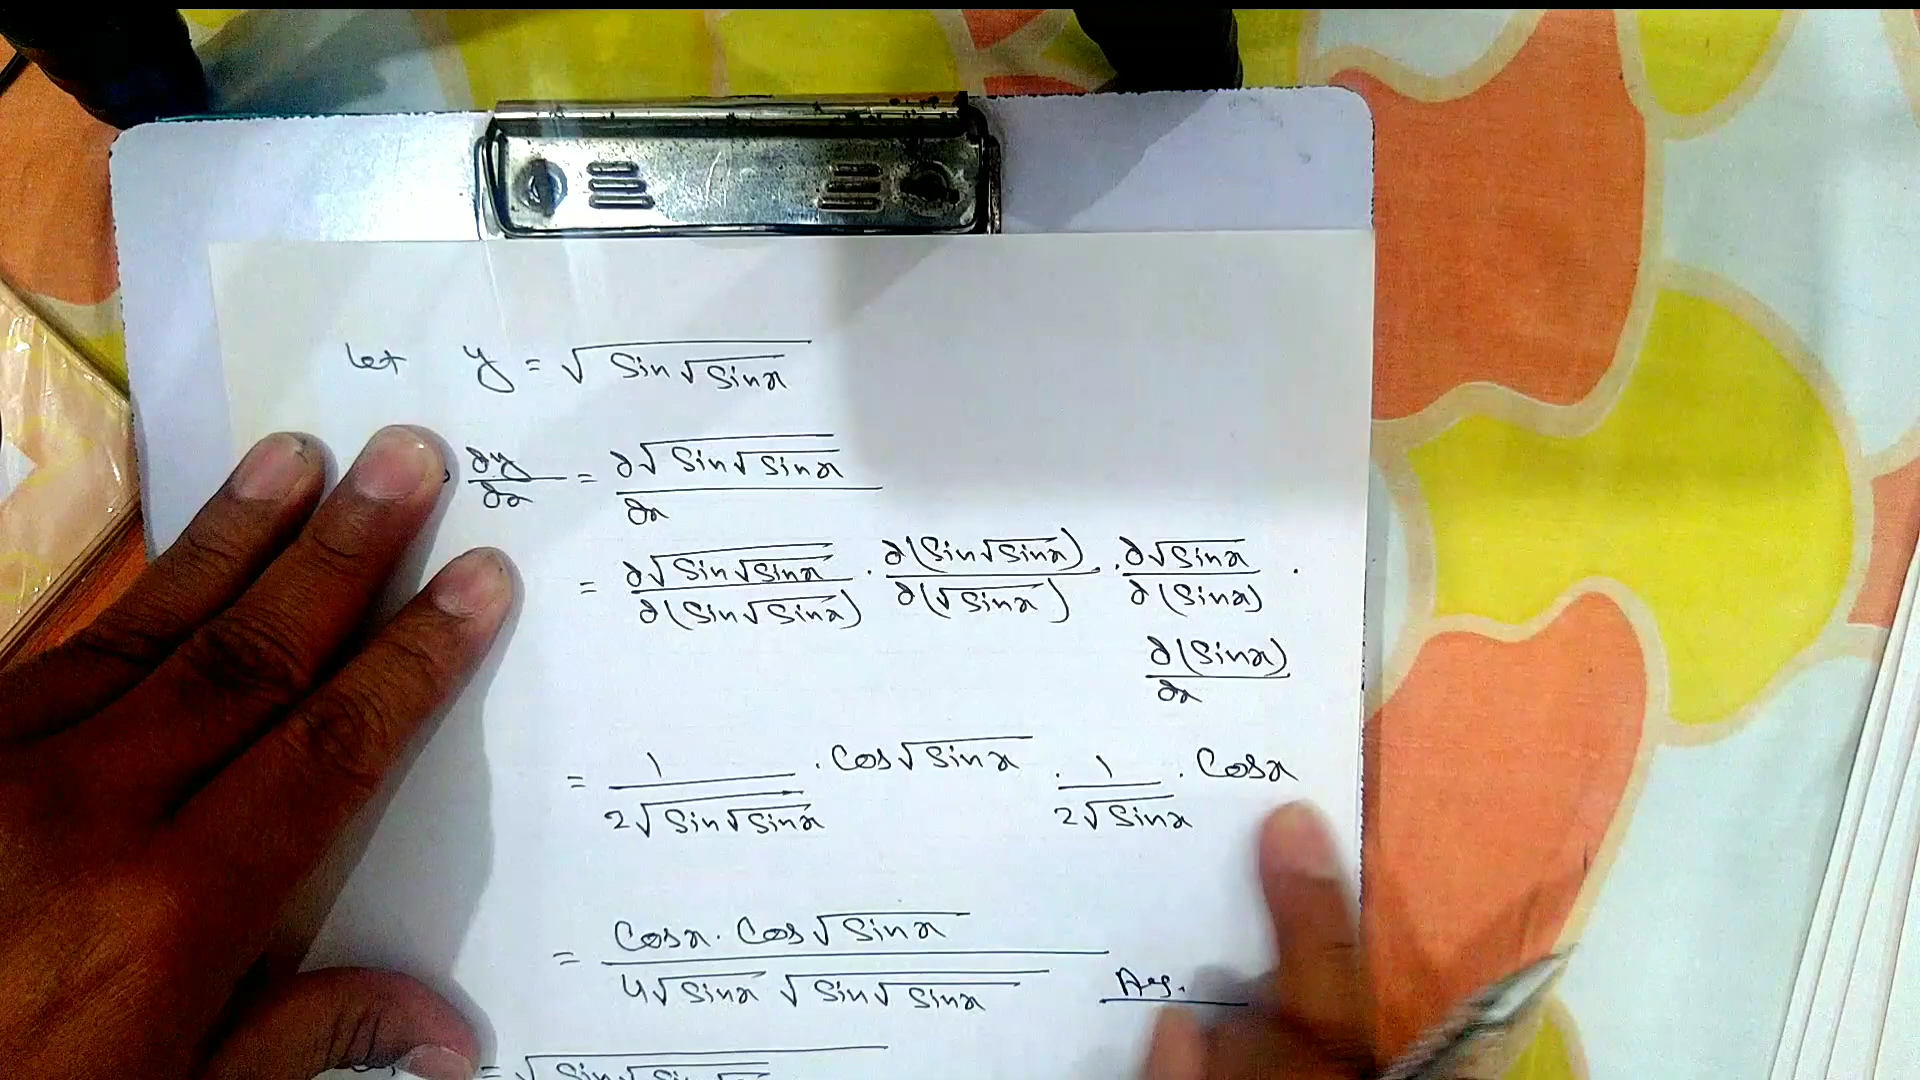 Let y = √(Sin√(Sinx))
∂y/∂x = ∂√(Sin√(Sinx))/∂x
= ∂√(Sin√(Sinx))/∂(Sin√(Sinx)) · ∂(Sin√(Sinx))/∂(√(Sinx)) · ∂√(Sinx)/∂(Sinx) ·
∂(Sinx)/∂x
= 1/(2√(Sin√(Sinx))) · Cos√(Sinx) · 1/(2√(Sinx)) · Cosx
= Cosx · Cos√(Sinx)/(4√(Sinx) √(Sin√(Sinx))) Ans.